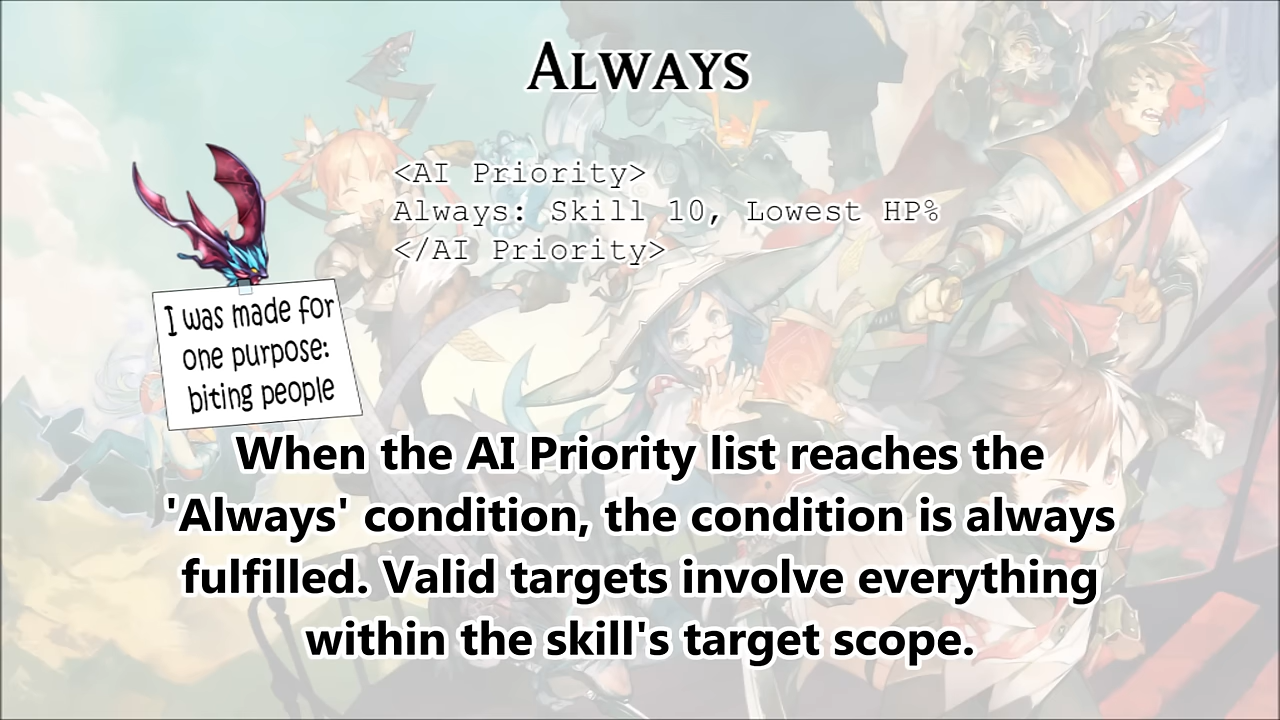 Always
<AI Priority>
Always: Skill 10, Lowest HP%
</AI Priority>
I was made for
one purpose:
biting people
When the AI Priority list reaches the
'Always' condition, the condition is always
fulfilled. Valid targets involve everything
within the skill's target scope.